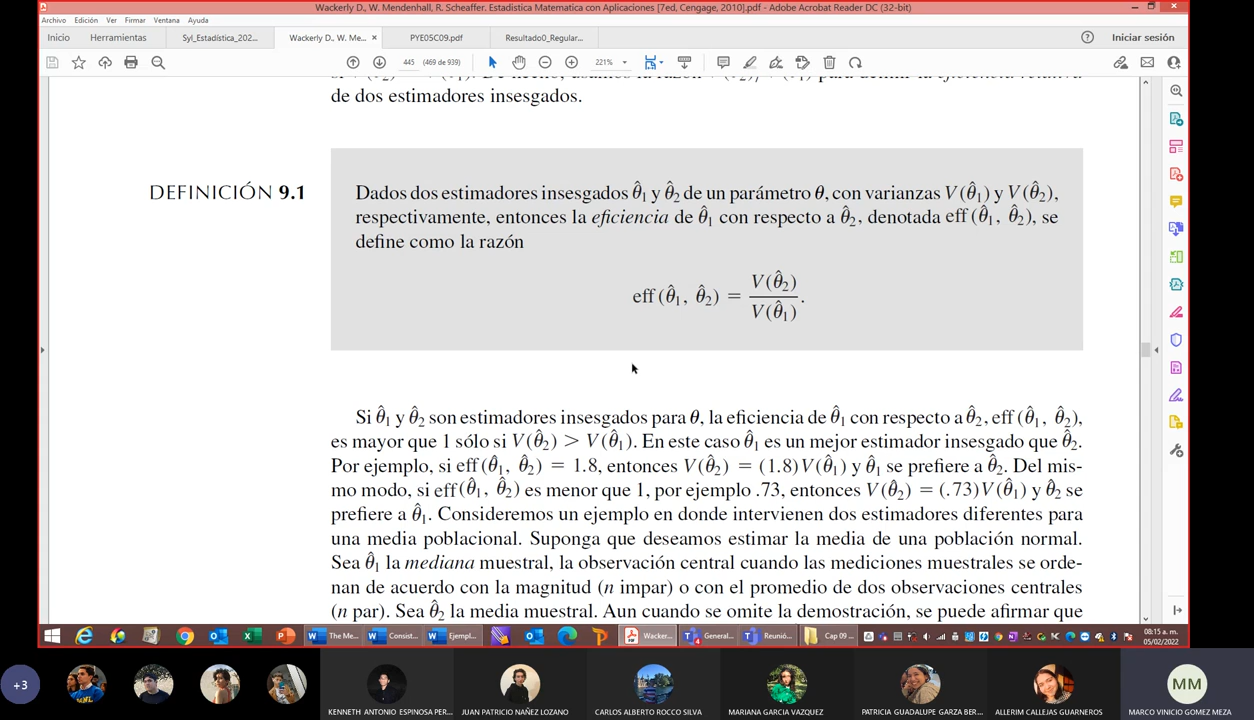 Wackerly D., W. Mendenhall, R. Scheaffer. Estadistica Matematica con Aplicaciones [7ed, Cengage, 2010].pdf - Adobe Acrobat Reader DC (32-bit)
Archivo Edición Ver Firmar Ventana Ayuda
Inicio Herramientas Syl_Estadística_202... Wackerly D., W. Me... × PYE05C09.pdf Resultado0_Regular... Iniciar sesión
445 (469 de 939) 221%
de dos estimadores insesgados.
DEFINICIÓN 9.1
Dados dos estimadores insesgados θ̂₁ y θ̂₂ de un parámetro θ, con varianzas V(θ̂₁) y V(θ̂₂),
respectivamente, entonces la eficiencia de θ̂₁ con respecto a θ̂₂, denotada eff(θ̂₁, θ̂₂), se
define como la razón
eff(θ̂₁, θ̂₂) = V(θ̂₂) / V(θ̂₁).
Si θ̂₁ y θ̂₂ son estimadores insesgados para θ, la eficiencia de θ̂₁ con respecto a θ̂₂, eff(θ̂₁, θ̂₂),
es mayor que 1 sólo si V(θ̂₂) > V(θ̂₁). En este caso θ̂₁ es un mejor estimador insesgado que θ̂₂.
Por ejemplo, si eff(θ̂₁, θ̂₂) = 1.8, entonces V(θ̂₂) = (1.8)V(θ̂₁) y θ̂₁ se prefiere a θ̂₂. Del mis-
mo modo, si eff(θ̂₁, θ̂₂) es menor que 1, por ejemplo .73, entonces V(θ̂₂) = (.73)V(θ̂₁) y θ̂₂ se
prefiere a θ̂₁. Consideremos un ejemplo en donde intervienen dos estimadores diferentes para
una media poblacional. Suponga que deseamos estimar la media de una población normal.
Sea θ̂₁ la mediana muestral, la observación central cuando las mediciones muestrales se orde-
nan de acuerdo con la magnitud (n impar) o con el promedio de dos observaciones centrales
(n par). Sea θ̂₂ la media muestral. Aun cuando se omite la demostración, se puede afirmar que
The Me... Consist... Ejempl... Wacker... General... Reunió... Cap 09 ... 08:15 a. m.
05/02/2022
+3 MM
KENNETH ANTONIO ESPINOSA PER... JUAN PATRICIO NAÑEZ LOZANO CARLOS ALBERTO ROCCO SILVA MARIANA GARCIA VAZQUEZ PATRICIA GUADALUPE GARZA BER... ALLERIM CALLEJAS GUARNEROS MARCO VINICIO GOMEZ MEZA